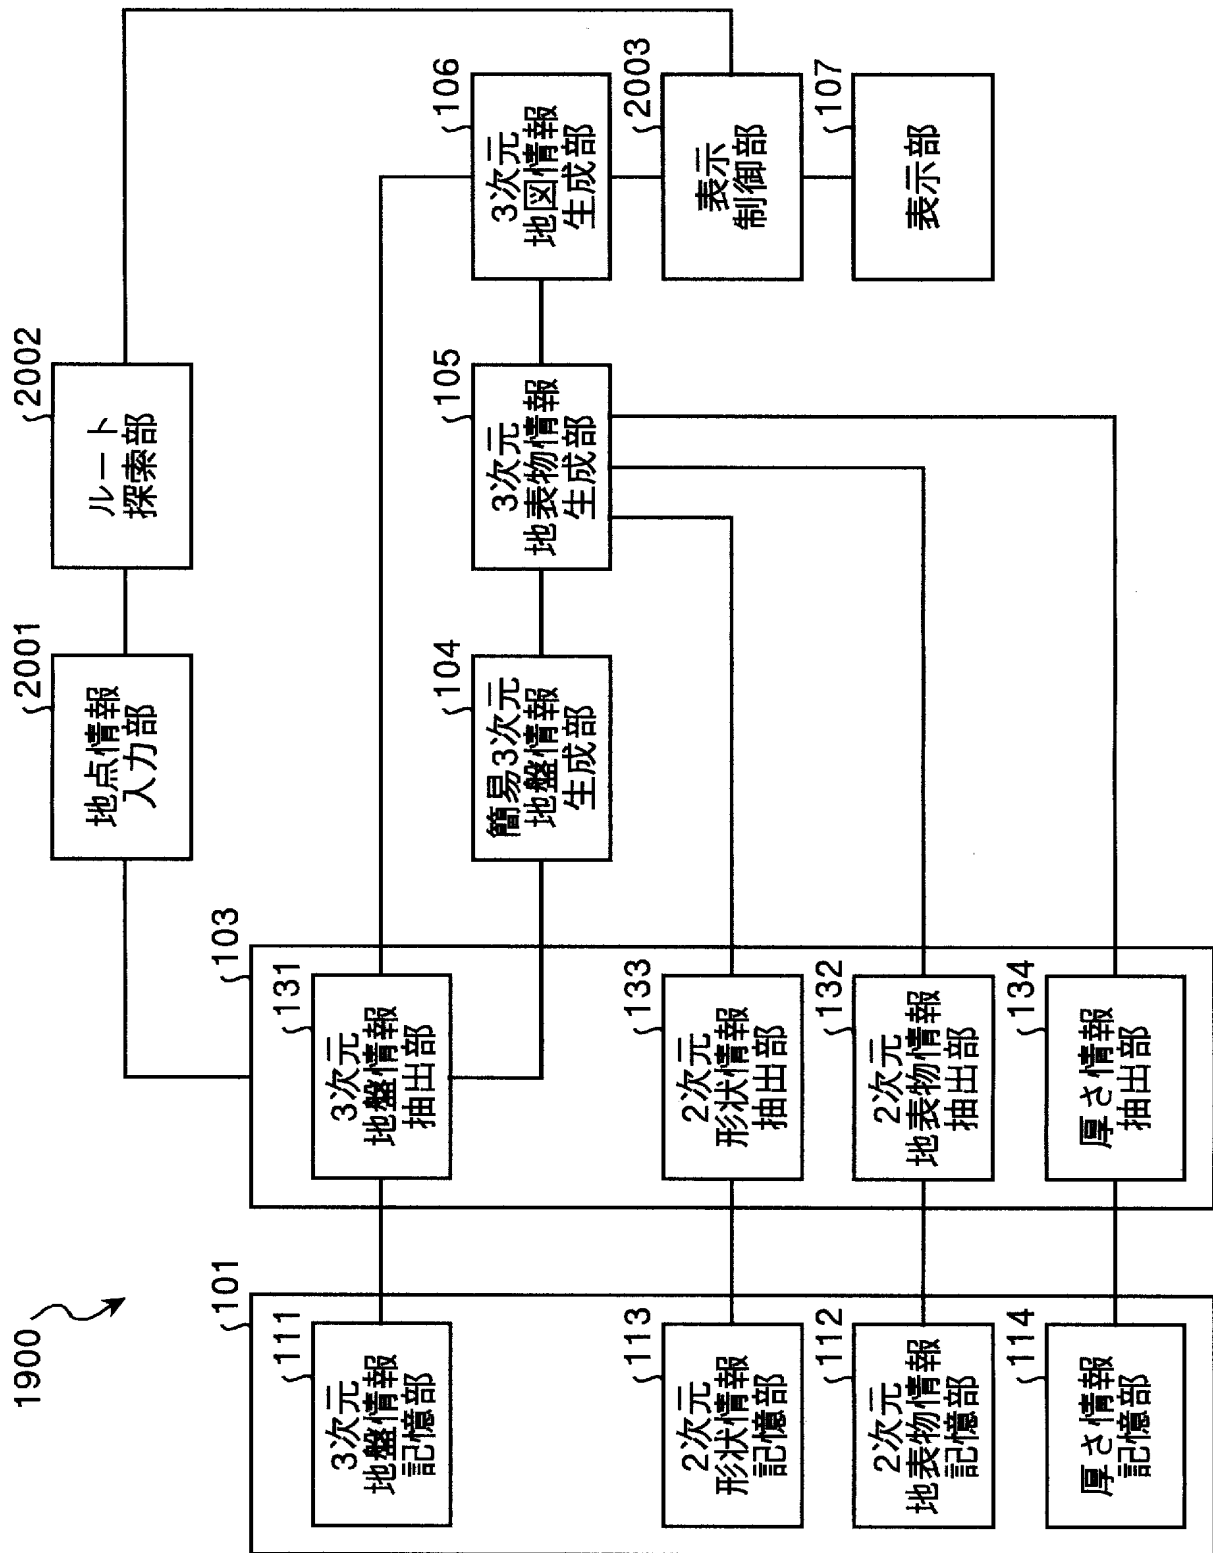 1900
101
111
3次元
地盤情報
記憶部
113
2次元
形状情報
記憶部
112
2次元
地表物情報
記憶部
114
厚さ情報
記憶部
103
131
3次元
地盤情報
抽出部
133
2次元
形状情報
抽出部
132
2次元
地表物情報
抽出部
134
厚さ情報
抽出部
2001
地点情報
入力部
104
簡易3次元
地盤情報
生成部
2002
ルート
探索部
105
3次元
地表物情報
生成部
106
3次元
地図情報
生成部
2003
表示
制御部
107
表示部